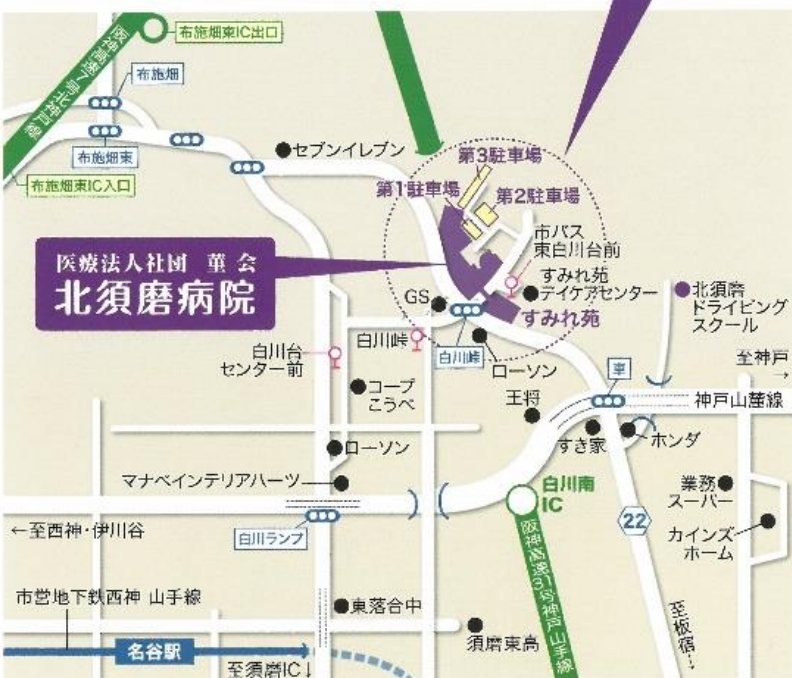 布施畑東IC出口
阪神高速7号北神戸線
布施畑
布施畑東
布施畑東IC入口
セブンイレブン
第3駐車場
第1駐車場
第2駐車場
市バス
東白川台前
すみれ苑
デイケアセンター
すみれ苑
医療法人社団 菫会
北須磨病院
GS
白川峠
白川峠
ローソン
北須磨
ドライビング
スクール
白川台
センター前
コープ
こうべ
王将
車
至神戸
→
神戸山麓線
すき家
ホンダ
ローソン
マナベインテリアハーツ
白川南
IC
業務
スーパー
カインズ
ホーム
22
←至西神・伊川谷
白川ランプ
阪神高速31号神戸山手線
市営地下鉄西神 山手線
東落合中
須磨東高
至板宿→
名谷駅
至須磨IC↓